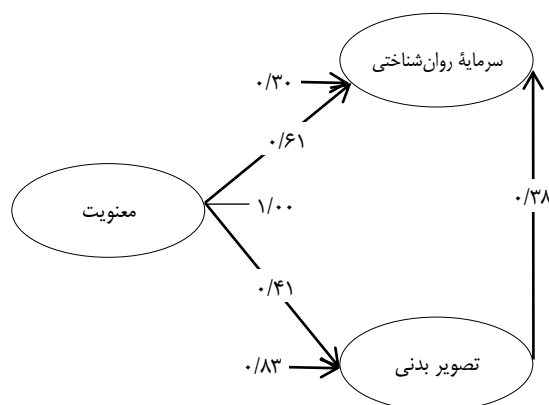 سرمایهٔ روان‌شناختی
۰/۳۰
۰/۶۱
۰/۳۸
معنویت
۱/۰۰
۰/۴۱
تصویر بدنی
۰/۸۳